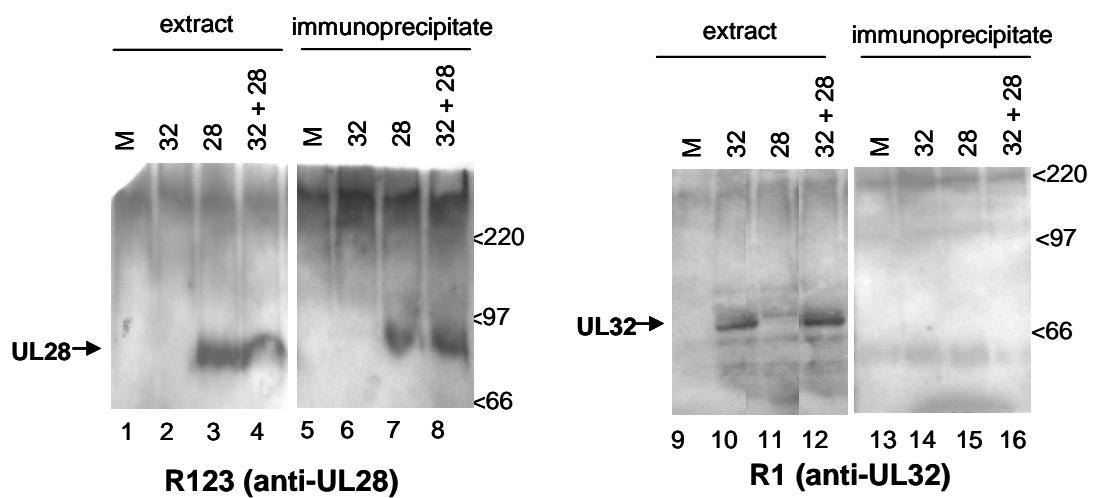 extract immunoprecipitate
M 32 28 32 + 28 M 32 28 32 + 28
<220
<97
UL28
<66
1 2 3 4 5 6 7 8
R123 (anti-UL28)
extract immunoprecipitate
M 32 28 32 + 28 M 32 28 32 + 28
<220
<97
UL32
<66
9 10 11 12 13 14 15 16
R1 (anti-UL32)